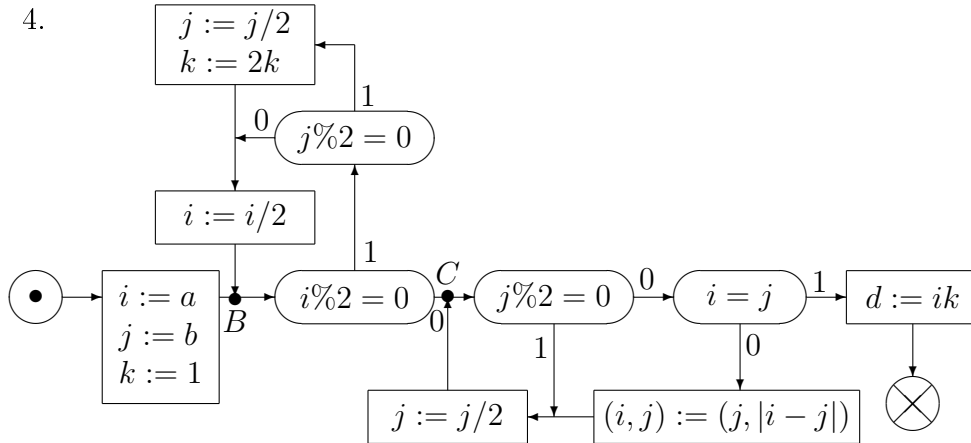 4.
j := j/2
k := 2k
1
0
j%2 = 0
i := i/2
1
C
i := a
j := b
k := 1
B
i%2 = 0
0
j%2 = 0
0
i = j
1
d := ik
1
0
j := j/2
(i, j) := (j, |i − j|)